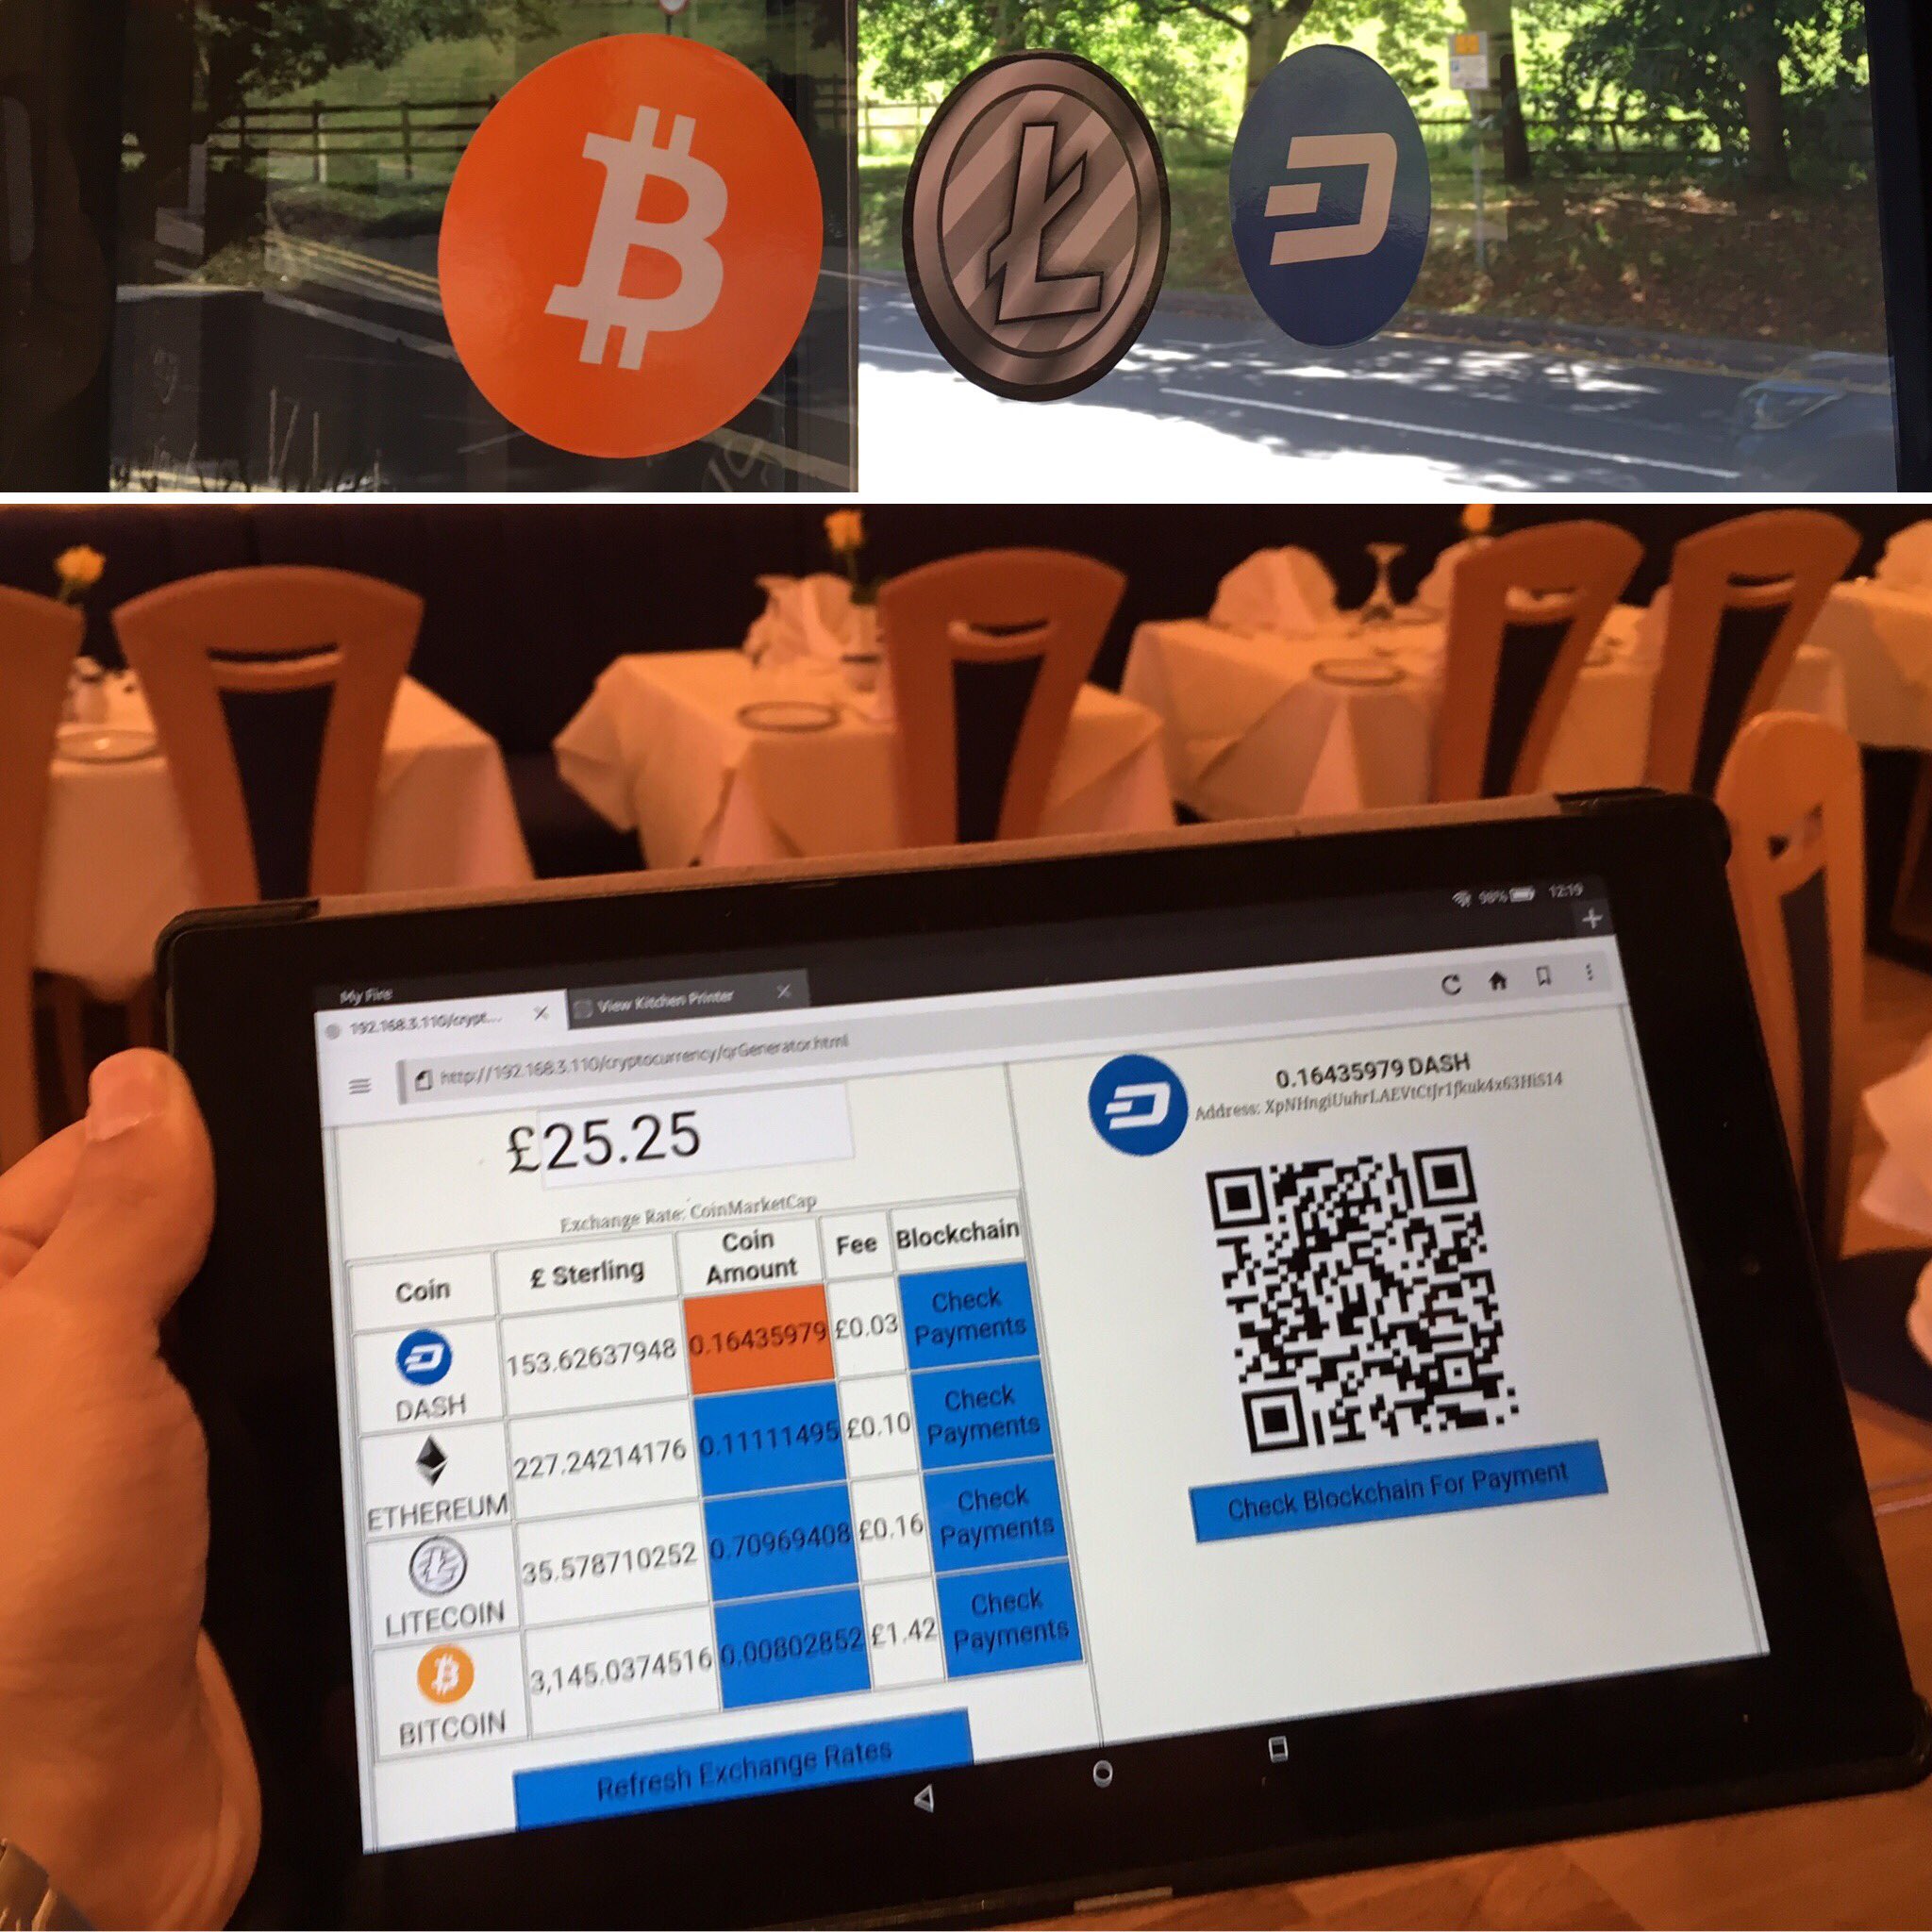 My Fire
98% 12:19
192.168.3.110/crypt...
View Kitchen Printer
http://192.168.3.110/cryptocurrency/qrGenerator.html
£25.25
Exchange Rate: CoinMarketCap
Coin
£ Sterling
Coin
Amount
Fee
Blockchain
DASH
153.62637948
0.16435979
£0.03
Check
Payments
ETHEREUM
227.24214176
0.11111495
£0.10
Check
Payments
LITECOIN
35.578710252
0.70969408
£0.16
Check
Payments
BITCOIN
3,145.0374516
0.00802852
£1.42
Check
Payments
Refresh Exchange Rates
0.16435979 DASH
Address: XpNHngiUuhrLAEVtCtJr1fkuk4x63HiS14
Check Blockchain For Payment